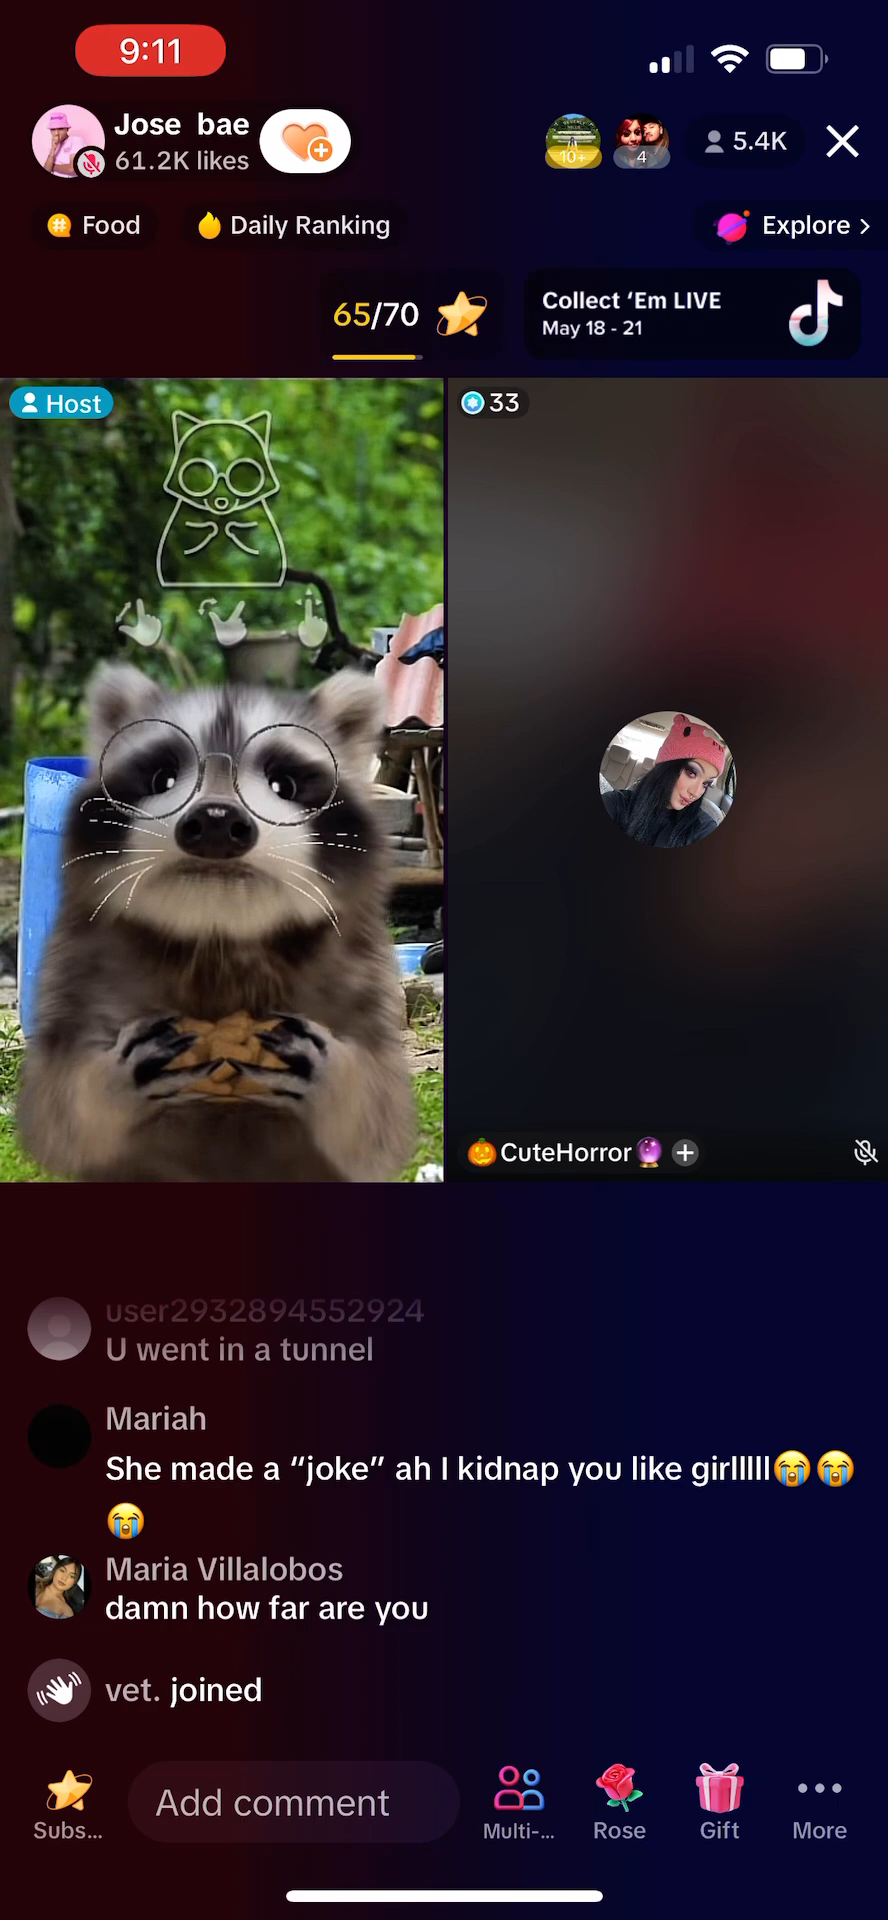 9:11
Jose bae
61.2K likes
10+
4
5.4K
Food
Daily Ranking
Explore >
65/70
Collect ‘Em LIVE
May 18 - 21
Host
33
🎃CuteHorror🔮
user2932894552924
U went in a tunnel
Mariah
She made a “joke” ah I kidnap you like girlllll😭😭
😭
Maria Villalobos
damn how far are you
vet. joined
Subs...
Add comment
Multi-...
Rose
Gift
More